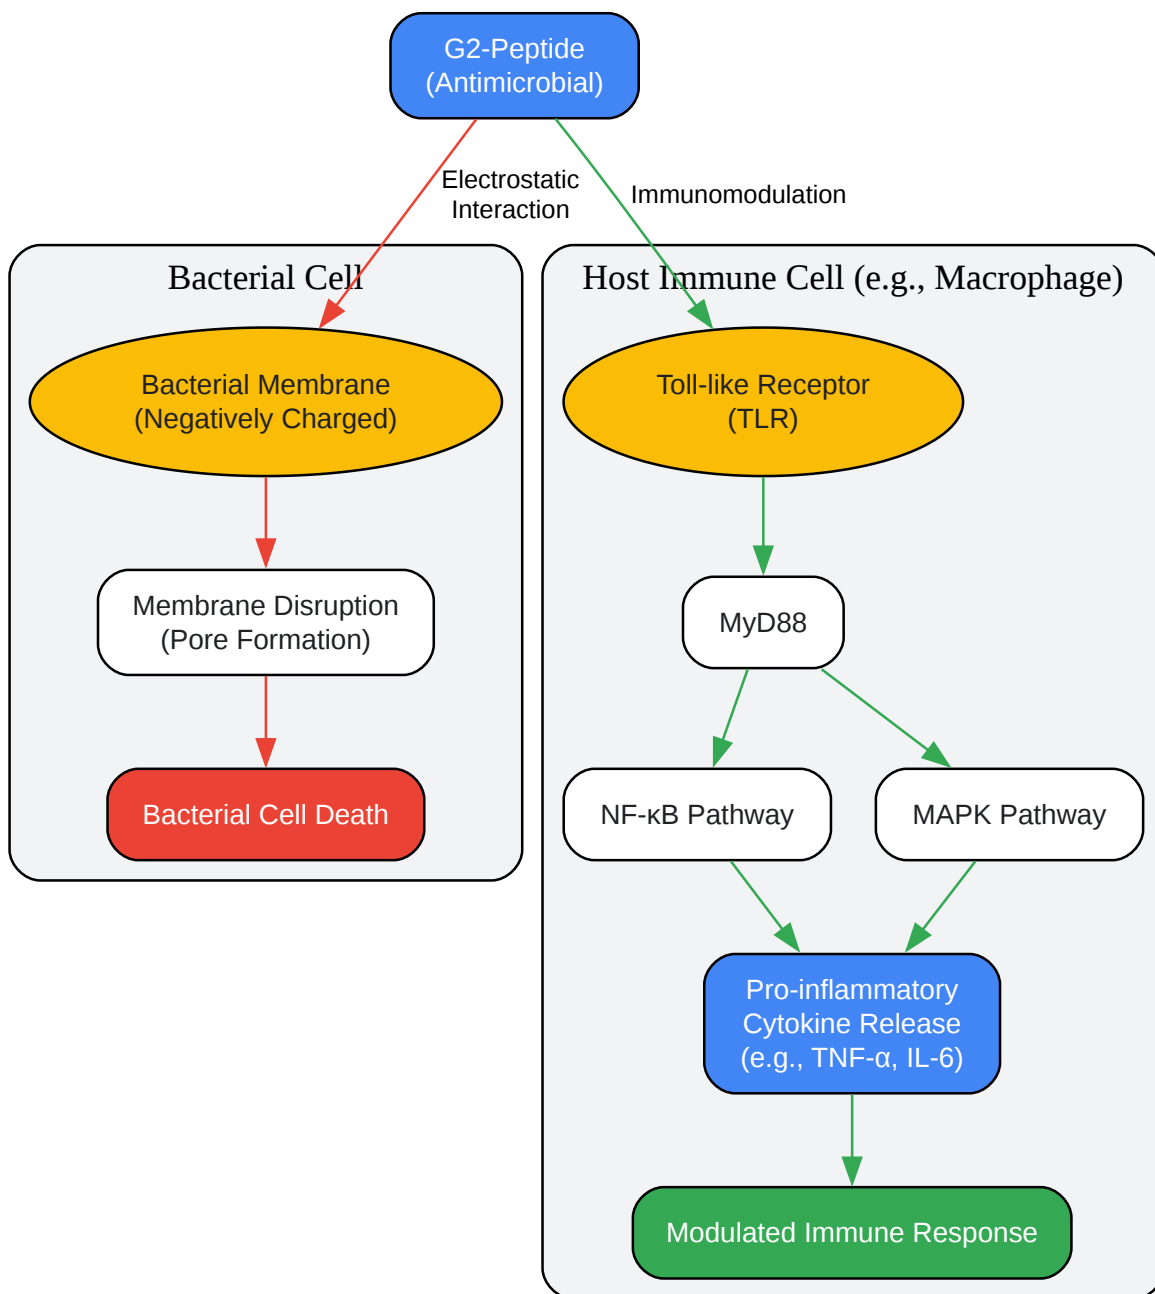 G2-Peptide
(Antimicrobial)
Electrostatic
Interaction
Immunomodulation
Bacterial Cell
Bacterial Membrane
(Negatively Charged)
Membrane Disruption
(Pore Formation)
Bacterial Cell Death
Host Immune Cell (e.g., Macrophage)
Toll-like Receptor
(TLR)
MyD88
NF-κB Pathway
MAPK Pathway
Pro-inflammatory
Cytokine Release
(e.g., TNF-α, IL-6)
Modulated Immune Response